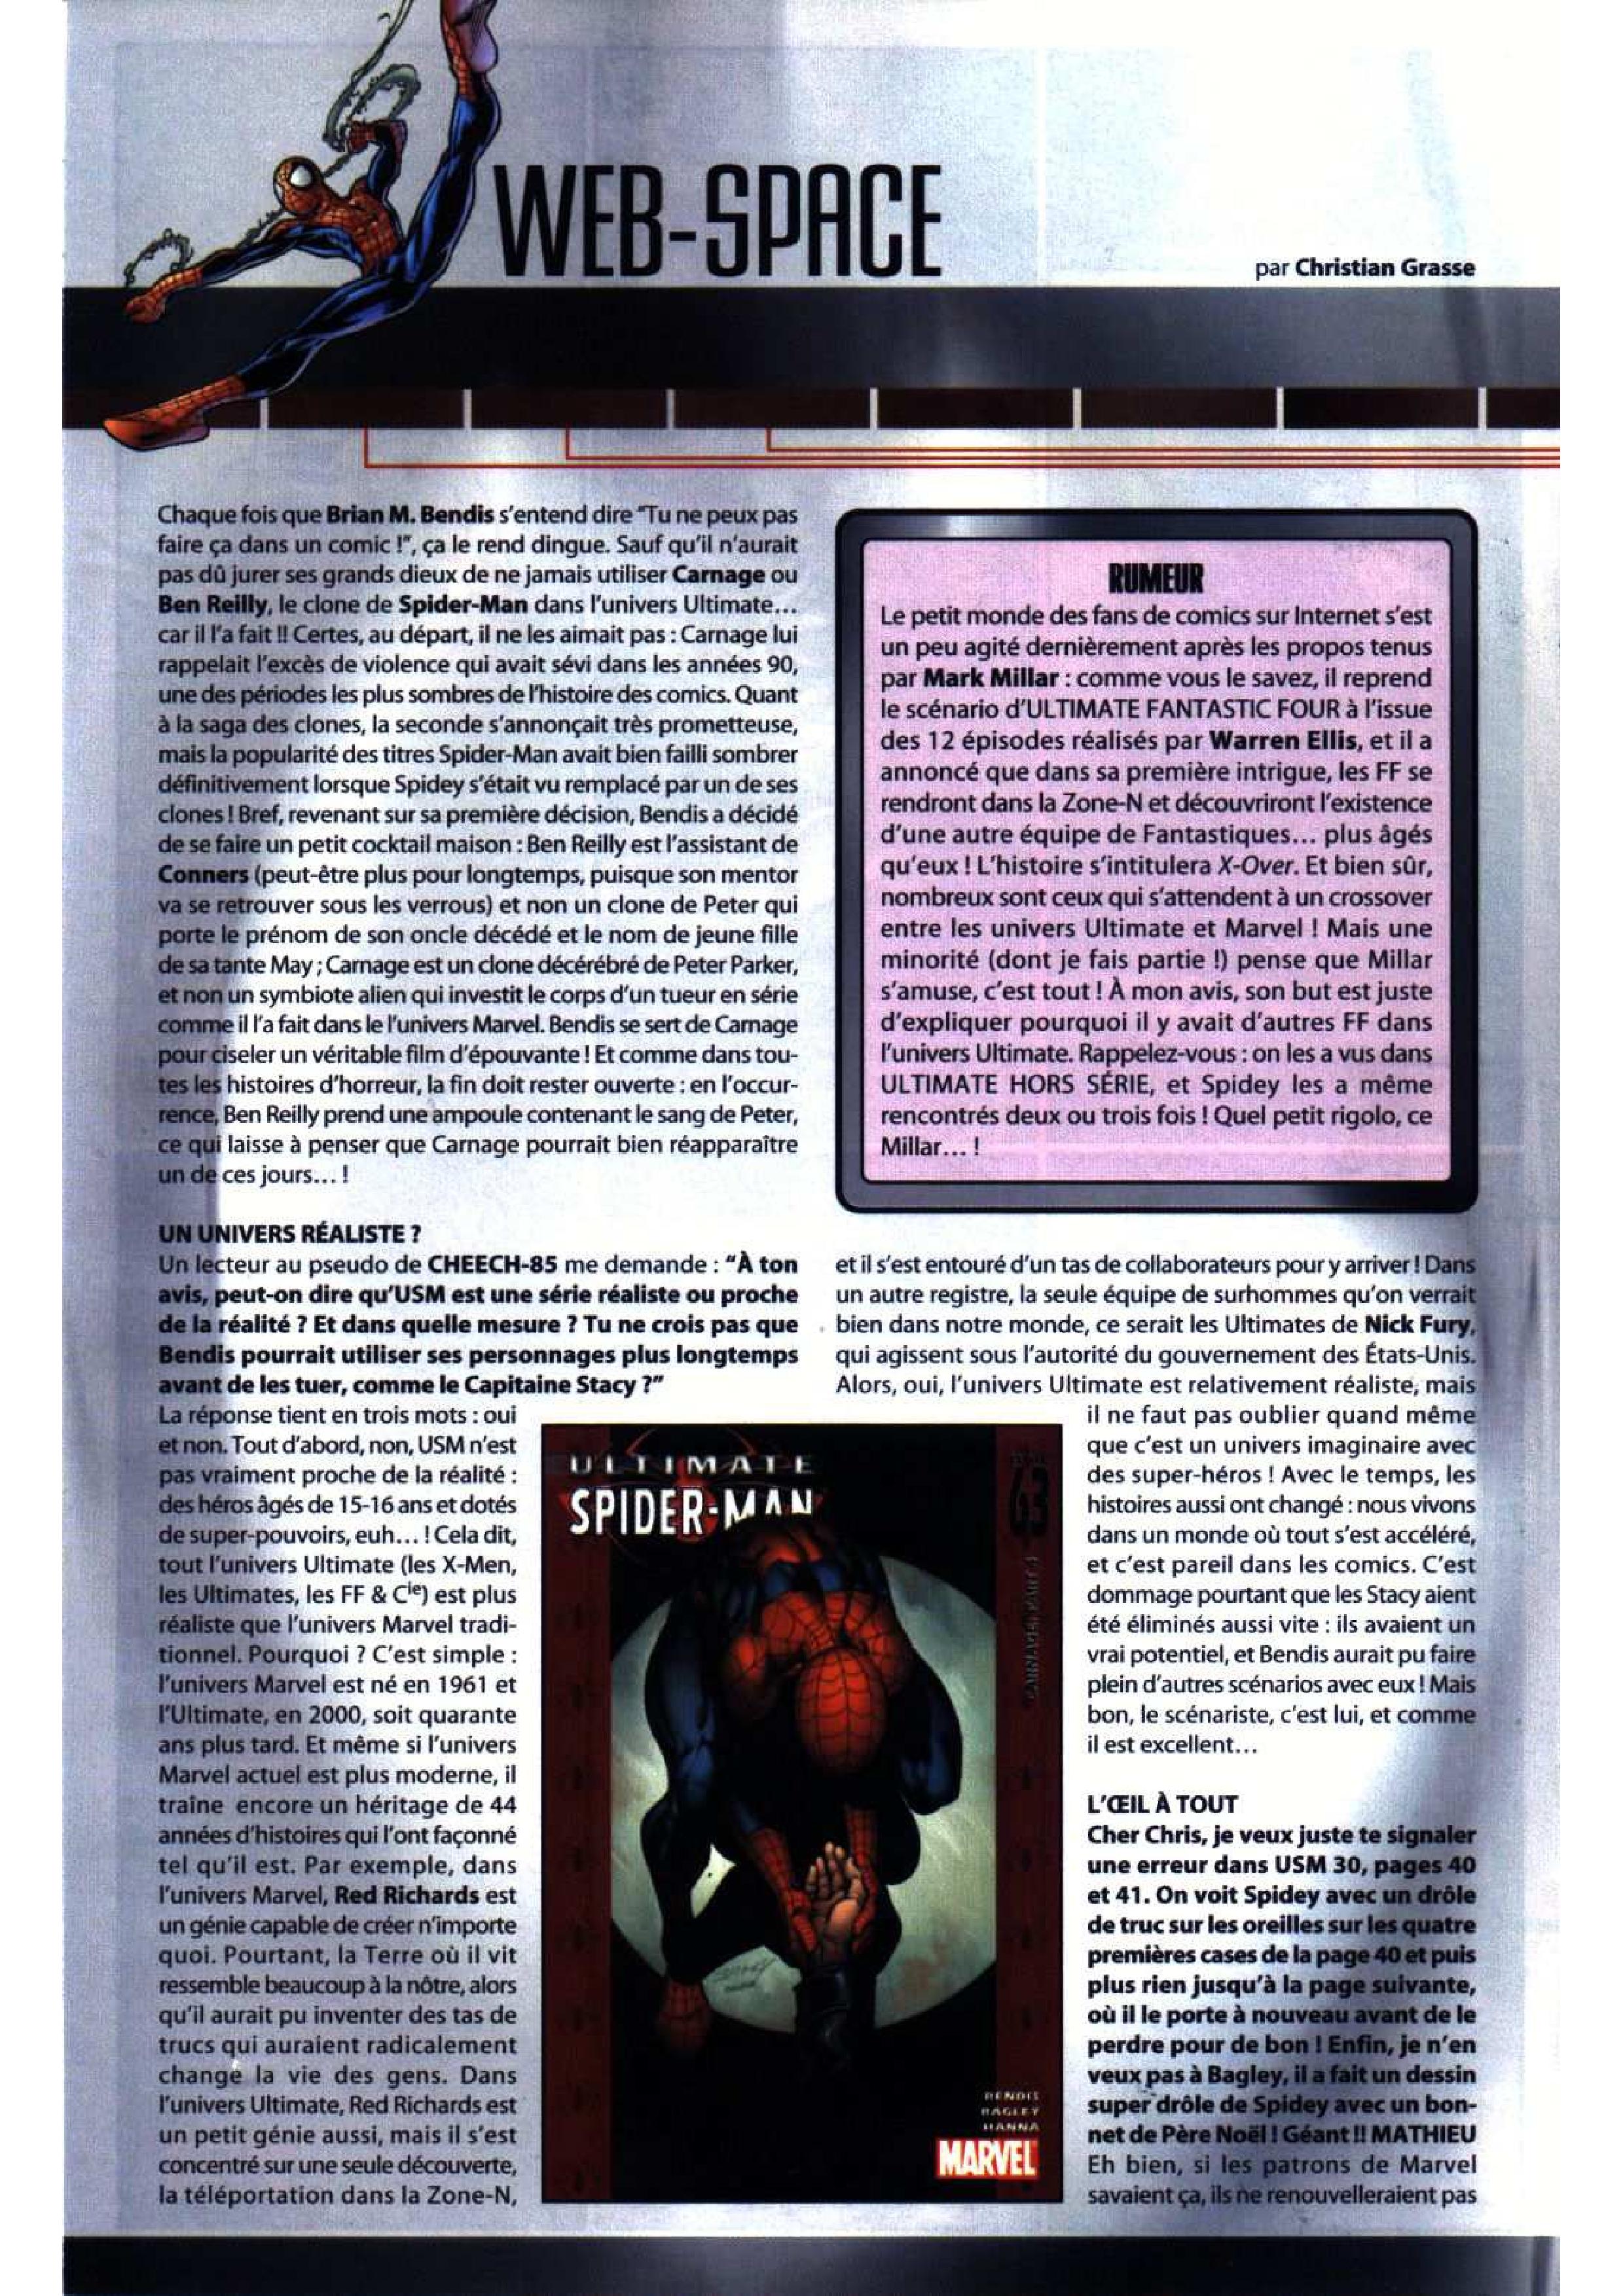 WEB-SPACE
par Christian Grasse
Chaque fois que Brian M. Bendis s'entend dire "Tu ne peux pas
faire ça dans un comic !", ça le rend dingue. Sauf qu'il n'aurait
pas dû jurer ses grands dieux de ne jamais utiliser Carnage ou
Ben Reilly, le clone de Spider-Man dans l'univers Ultimate...
car il l'a fait !! Certes, au départ, il ne les aimait pas : Carnage lui
rappelait l'excès de violence qui avait sévi dans les années 90,
une des périodes les plus sombres de l'histoire des comics. Quant
à la saga des clones, la seconde s'annonçait très prometteuse,
mais la popularité des titres Spider-Man avait bien failli sombrer
définitivement lorsque Spidey s'était vu remplacé par un de ses
clones ! Bref, revenant sur sa première décision, Bendis a décidé
de se faire un petit cocktail maison : Ben Reilly est l'assistant de
Conners (peut-être plus pour longtemps, puisque son mentor
va se retrouver sous les verrous) et non un clone de Peter qui
porte le prénom de son oncle décédé et le nom de jeune fille
de sa tante May ; Carnage est un clone décérébré de Peter Parker,
et non un symbiote alien qui investit le corps d'un tueur en série
comme il l'a fait dans le l'univers Marvel. Bendis se sert de Carnage
pour ciseler un véritable film d'épouvante ! Et comme dans tou-
tes les histoires d'horreur, la fin doit rester ouverte : en l'occur-
rence, Ben Reilly prend une ampoule contenant le sang de Peter,
ce qui laisse à penser que Carnage pourrait bien réapparaître
un de ces jours... !
RUMEUR
Le petit monde des fans de comics sur Internet s'est
un peu agité dernièrement après les propos tenus
par Mark Millar : comme vous le savez, il reprend
le scénario d'ULTIMATE FANTASTIC FOUR à l'issue
des 12 épisodes réalisés par Warren Ellis, et il a
annoncé que dans sa première intrigue, les FF se
rendront dans la Zone-N et découvriront l'existence
d'une autre équipe de Fantastiques... plus âgés
qu'eux ! L'histoire s'intitulera X-Over. Et bien sûr,
nombreux sont ceux qui s'attendent à un crossover
entre les univers Ultimate et Marvel ! Mais une
minorité (dont je fais partie !) pense que Millar
s'amuse, c'est tout ! À mon avis, son but est juste
d'expliquer pourquoi il y avait d'autres FF dans
l'univers Ultimate. Rappelez-vous : on les a vus dans
ULTIMATE HORS SÉRIE, et Spidey les a même
rencontrés deux ou trois fois ! Quel petit rigolo, ce
Millar... !
UN UNIVERS RÉALISTE ?
Un lecteur au pseudo de CHEECH-85 me demande : "À ton
avis, peut-on dire qu'USM est une série réaliste ou proche
de la réalité ? Et dans quelle mesure ? Tu ne crois pas que
Bendis pourrait utiliser ses personnages plus longtemps
avant de les tuer, comme le Capitaine Stacy ?"
La réponse tient en trois mots : oui
et non. Tout d'abord, non, USM n'est
pas vraiment proche de la réalité :
des héros âgés de 15-16 ans et dotés
de super-pouvoirs, euh... ! Cela dit,
tout l'univers Ultimate (les X-Men,
les Ultimates, les FF & Cie) est plus
réaliste que l'univers Marvel tradi-
tionnel. Pourquoi ? C'est simple :
l'univers Marvel est né en 1961 et
l'Ultimate, en 2000, soit quarante
ans plus tard. Et même si l'univers
Marvel actuel est plus moderne, il
traîne encore un héritage de 44
années d'histoires qui l'ont façonné
tel qu'il est. Par exemple, dans
l'univers Marvel, Red Richards est
un génie capable de créer n'importe
quoi. Pourtant, la Terre où il vit
ressemble beaucoup à la nôtre, alors
qu'il aurait pu inventer des tas de
trucs qui auraient radicalement
changé la vie des gens. Dans
l'univers Ultimate, Red Richards est
un petit génie aussi, mais il s'est
concentré sur une seule découverte,
la téléportation dans la Zone-N,
ULTIMATE
SPIDER-MAN
63
BENDIS
BAGLEY
HANNA
MARVEL
et il s'est entouré d'un tas de collaborateurs pour y arriver ! Dans
un autre registre, la seule équipe de surhommes qu'on verrait
bien dans notre monde, ce serait les Ultimates de Nick Fury,
qui agissent sous l'autorité du gouvernement des États-Unis.
Alors, oui, l'univers Ultimate est relativement réaliste, mais
il ne faut pas oublier quand même
que c'est un univers imaginaire avec
des super-héros ! Avec le temps, les
histoires aussi ont changé : nous vivons
dans un monde où tout s'est accéléré,
et c'est pareil dans les comics. C'est
dommage pourtant que les Stacy aient
été éliminés aussi vite : ils avaient un
vrai potentiel, et Bendis aurait pu faire
plein d'autres scénarios avec eux ! Mais
bon, le scénariste, c'est lui, et comme
il est excellent...
L'ŒIL À TOUT
Cher Chris, je veux juste te signaler
une erreur dans USM 30, pages 40
et 41. On voit Spidey avec un drôle
de truc sur les oreilles sur les quatre
premières cases de la page 40 et puis
plus rien jusqu'à la page suivante,
où il le porte à nouveau avant de le
perdre pour de bon ! Enfin, je n'en
veux pas à Bagley, il a fait un dessin
super drôle de Spidey avec un bon-
net de Père Noël ! Géant !! MATHIEU
Eh bien, si les patrons de Marvel
savaient ça, ils ne renouvelleraient pas